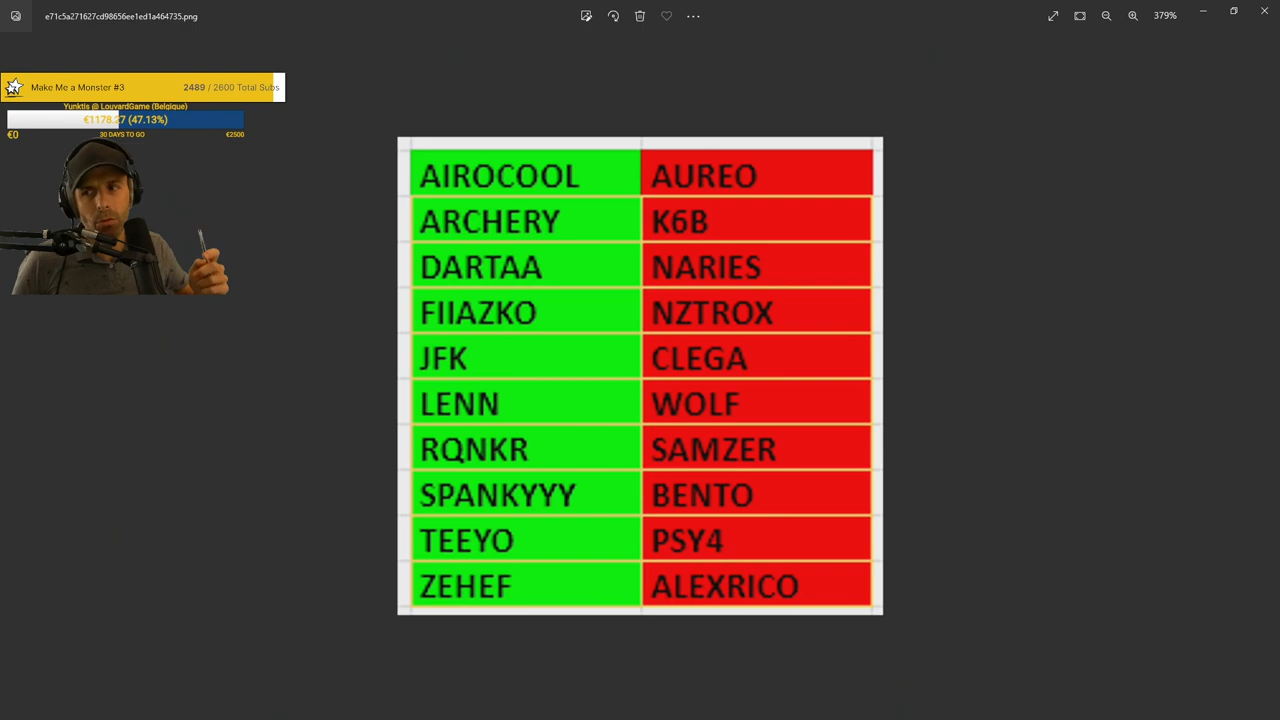 e71c5a271627cd98656ee1ed1a464735.png
379%
Make Me a Monster #3 2489 / 2600 Total Subs
Yunktis @ LouvardGame (Belgique)
€1178.27 (47.13%)
€0 30 DAYS TO GO €2500
AIROCOOL AUREO
ARCHERY K6B
DARTAA NARIES
FIIAZKO NZTROX
JFK CLEGA
LENN WOLF
RQNKR SAMZER
SPANKYYY BENTO
TEEYO PSY4
ZEHEF ALEXRICO